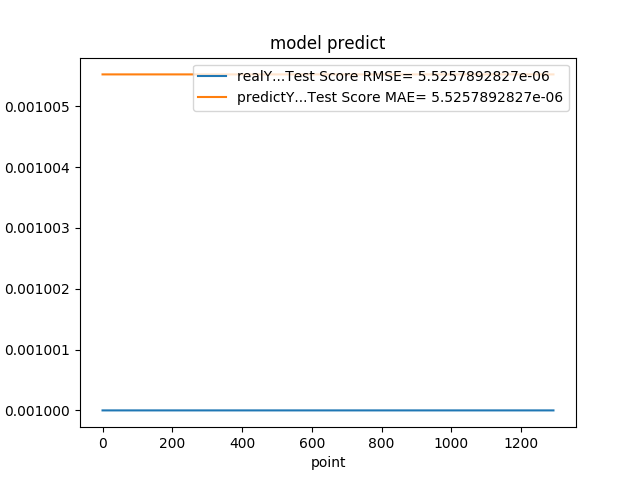 model predict
realY...Test Score RMSE= 5.5257892827e-06
predictY...Test Score MAE= 5.5257892827e-06
0.001005
0.001004
0.001003
0.001002
0.001001
0.001000
0 200 400 600 800 1000 1200
point